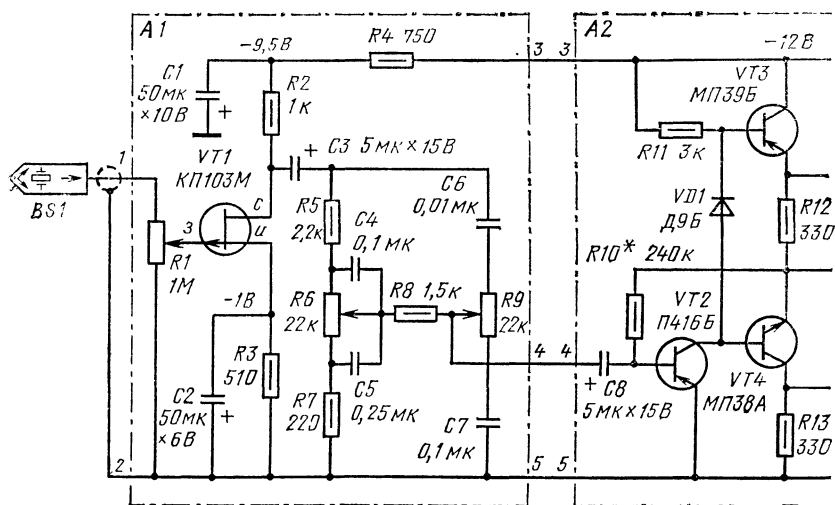 А1
А2
-9,5В
R4 750
3
3
-12В
C1
50мк
×10В
+
R2
1к
VT3
МП39Б
1
VT1
КП103М
+
C3 5мк×15В
R11 3к
BS1
с
з
и
R5
2,2к
C4
0,1мк
C6
0,01мк
VD1
Д9Б
R12
330
R1
1М
R10* 240к
-1В
R6
22к
R8 1,5к
R9
22к
VT2
П416Б
R3
510
4
4
C2
50мк
×6В
+
R7
220
C5
0,25мк
C7
0,1мк
+
C8
5мк×15В
VT4
МП38А
R13
330
2
5
5